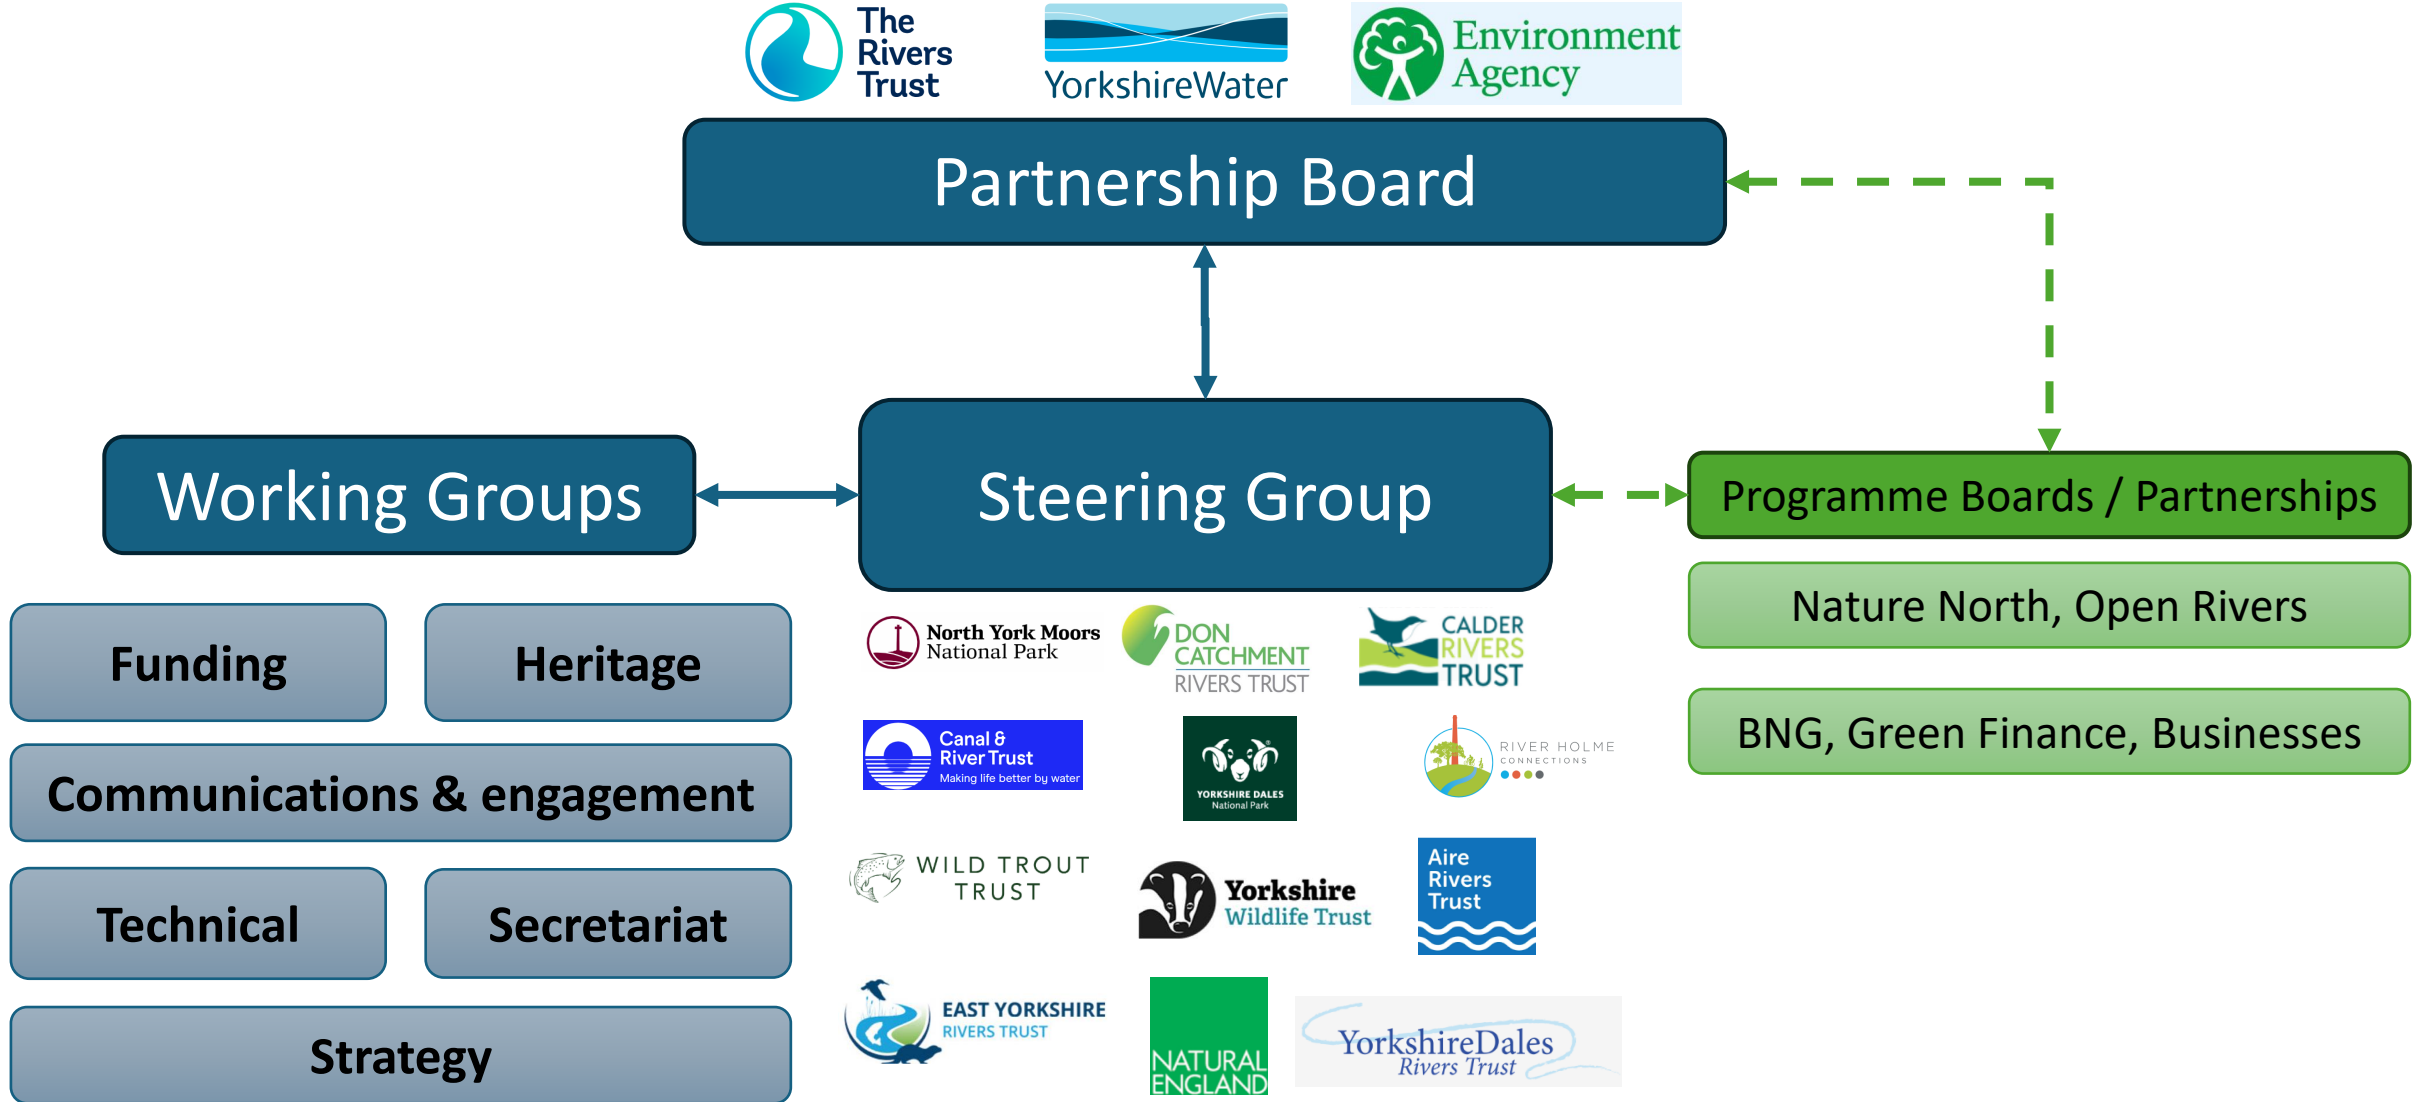 The
Rivers
Trust
YorkshireWater
Environment
Agency
Partnership Board
Working Groups
Steering Group
Programme Boards / Partnerships
Nature North, Open Rivers
BNG, Green Finance, Businesses
Funding
Heritage
Communications & engagement
Technical
Secretariat
Strategy
North York Moors
National Park
DON
CATCHMENT
RIVERS TRUST
CALDER
RIVERS
TRUST
Canal &
River Trust
Making life better by water
YORKSHIRE DALES
National Park
RIVER HOLME
CONNECTIONS
WILD TROUT
TRUST
Yorkshire
Wildlife Trust
Aire
Rivers
Trust
EAST YORKSHIRE
RIVERS TRUST
NATURAL
ENGLAND
YorkshireDales
Rivers Trust